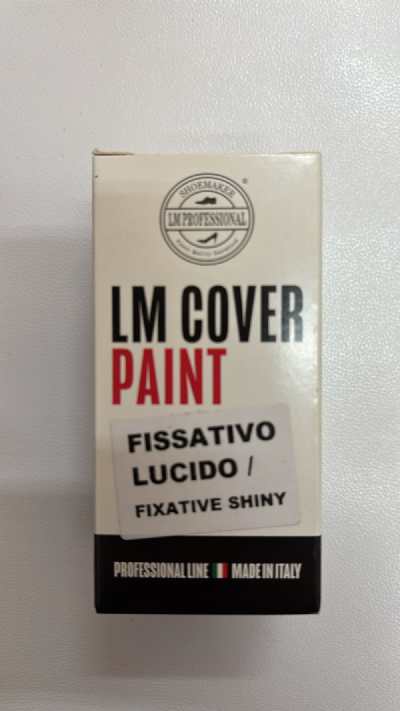 SHOEMAKER
®
LM PROFESSIONAL
LM COVER
PAINT
FISSATIVO
LUCIDO /
FIXATIVE SHINY
PROFESSIONAL LINE MADE IN ITALY